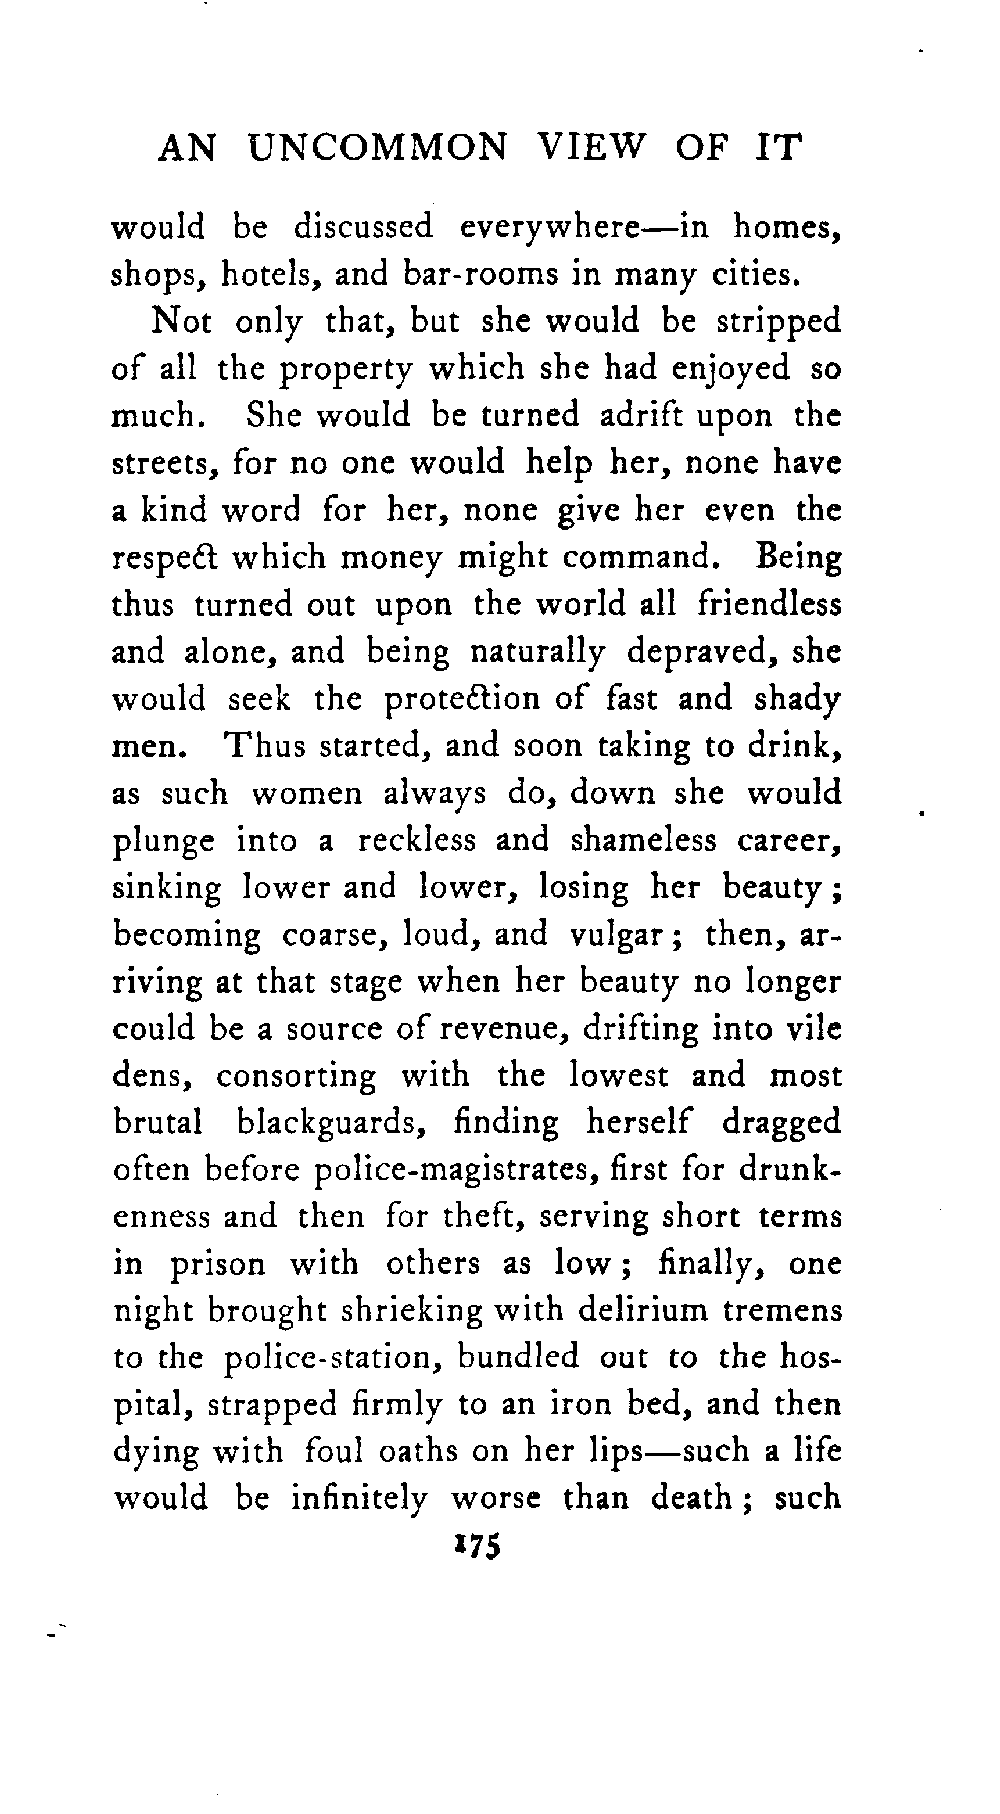 AN UNCOMMON VIEW OF IT
would be discussed everywhere—in homes,
shops, hotels, and bar-rooms in many cities.
Not only that, but she would be stripped
of all the property which she had enjoyed so
much. She would be turned adrift upon the
streets, for no one would help her, none have
a kind word for her, none give her even the
respect which money might command. Being
thus turned out upon the world all friendless
and alone, and being naturally depraved, she
would seek the protection of fast and shady
men. Thus started, and soon taking to drink,
as such women always do, down she would
plunge into a reckless and shameless career,
sinking lower and lower, losing her beauty ;
becoming coarse, loud, and vulgar ; then, ar-
riving at that stage when her beauty no longer
could be a source of revenue, drifting into vile
dens, consorting with the lowest and most
brutal blackguards, finding herself dragged
often before police-magistrates, first for drunk-
enness and then for theft, serving short terms
in prison with others as low ; finally, one
night brought shrieking with delirium tremens
to the police-station, bundled out to the hos-
pital, strapped firmly to an iron bed, and then
dying with foul oaths on her lips—such a life
would be infinitely worse than death ; such
175